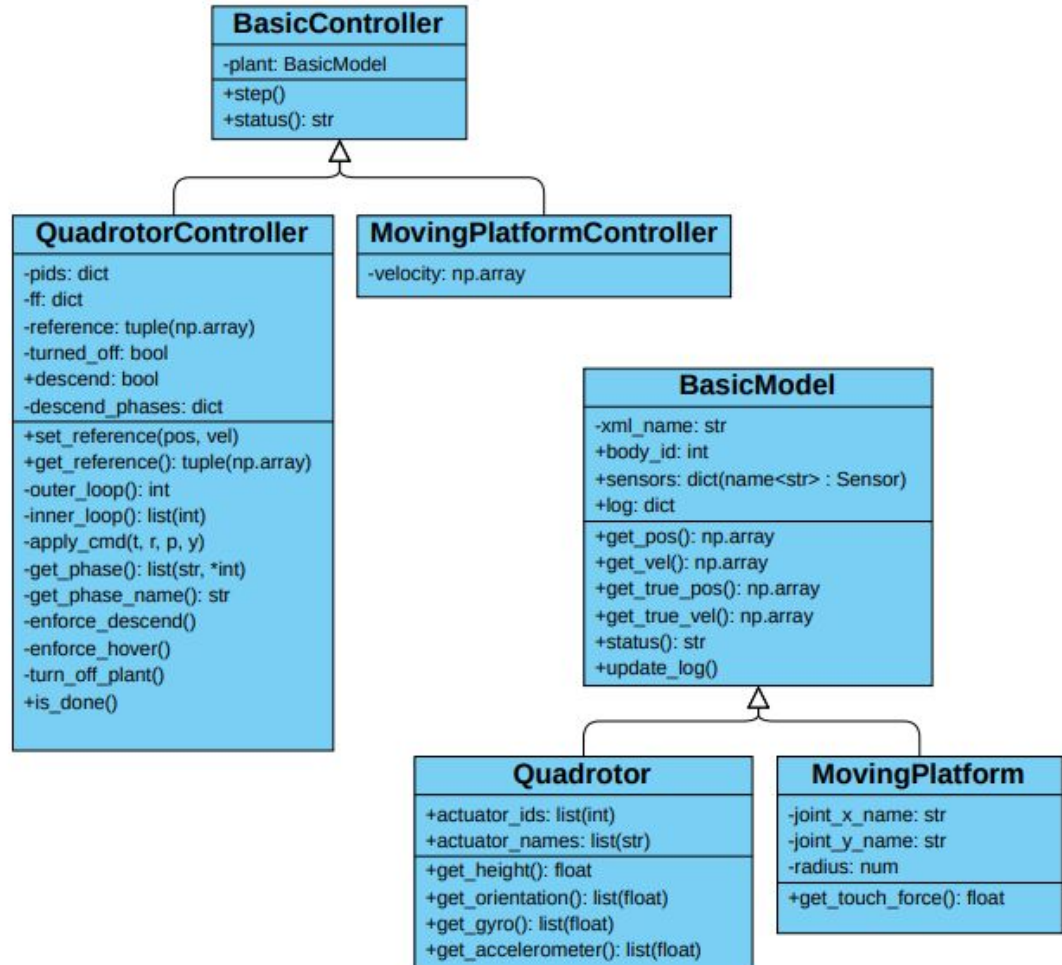 BasicController
-plant: BasicModel
+step()
+status(): str
QuadrotorController
-pids: dict
-ff: dict
-reference: tuple(np.array)
-turned_off: bool
+descend: bool
-descend_phases: dict
+set_reference(pos, vel)
+get_reference(): tuple(np.array)
-outer_loop(): int
-inner_loop(): list(int)
-apply_cmd(t, r, p, y)
-get_phase(): list(str, *int)
-get_phase_name(): str
-enforce_descend()
-enforce_hover()
-turn_off_plant()
+is_done()
MovingPlatformController
-velocity: np.array
BasicModel
-xml_name: str
+body_id: int
+sensors: dict(name<str> : Sensor)
+log: dict
+get_pos(): np.array
+get_vel(): np.array
+get_true_pos(): np.array
+get_true_vel(): np.array
+status(): str
+update_log()
Quadrotor
+actuator_ids: list(int)
+actuator_names: list(str)
+get_height(): float
+get_orientation(): list(float)
+get_gyro(): list(float)
+get_accelerometer(): list(float)
MovingPlatform
-joint_x_name: str
-joint_y_name: str
-radius: num
+get_touch_force(): float